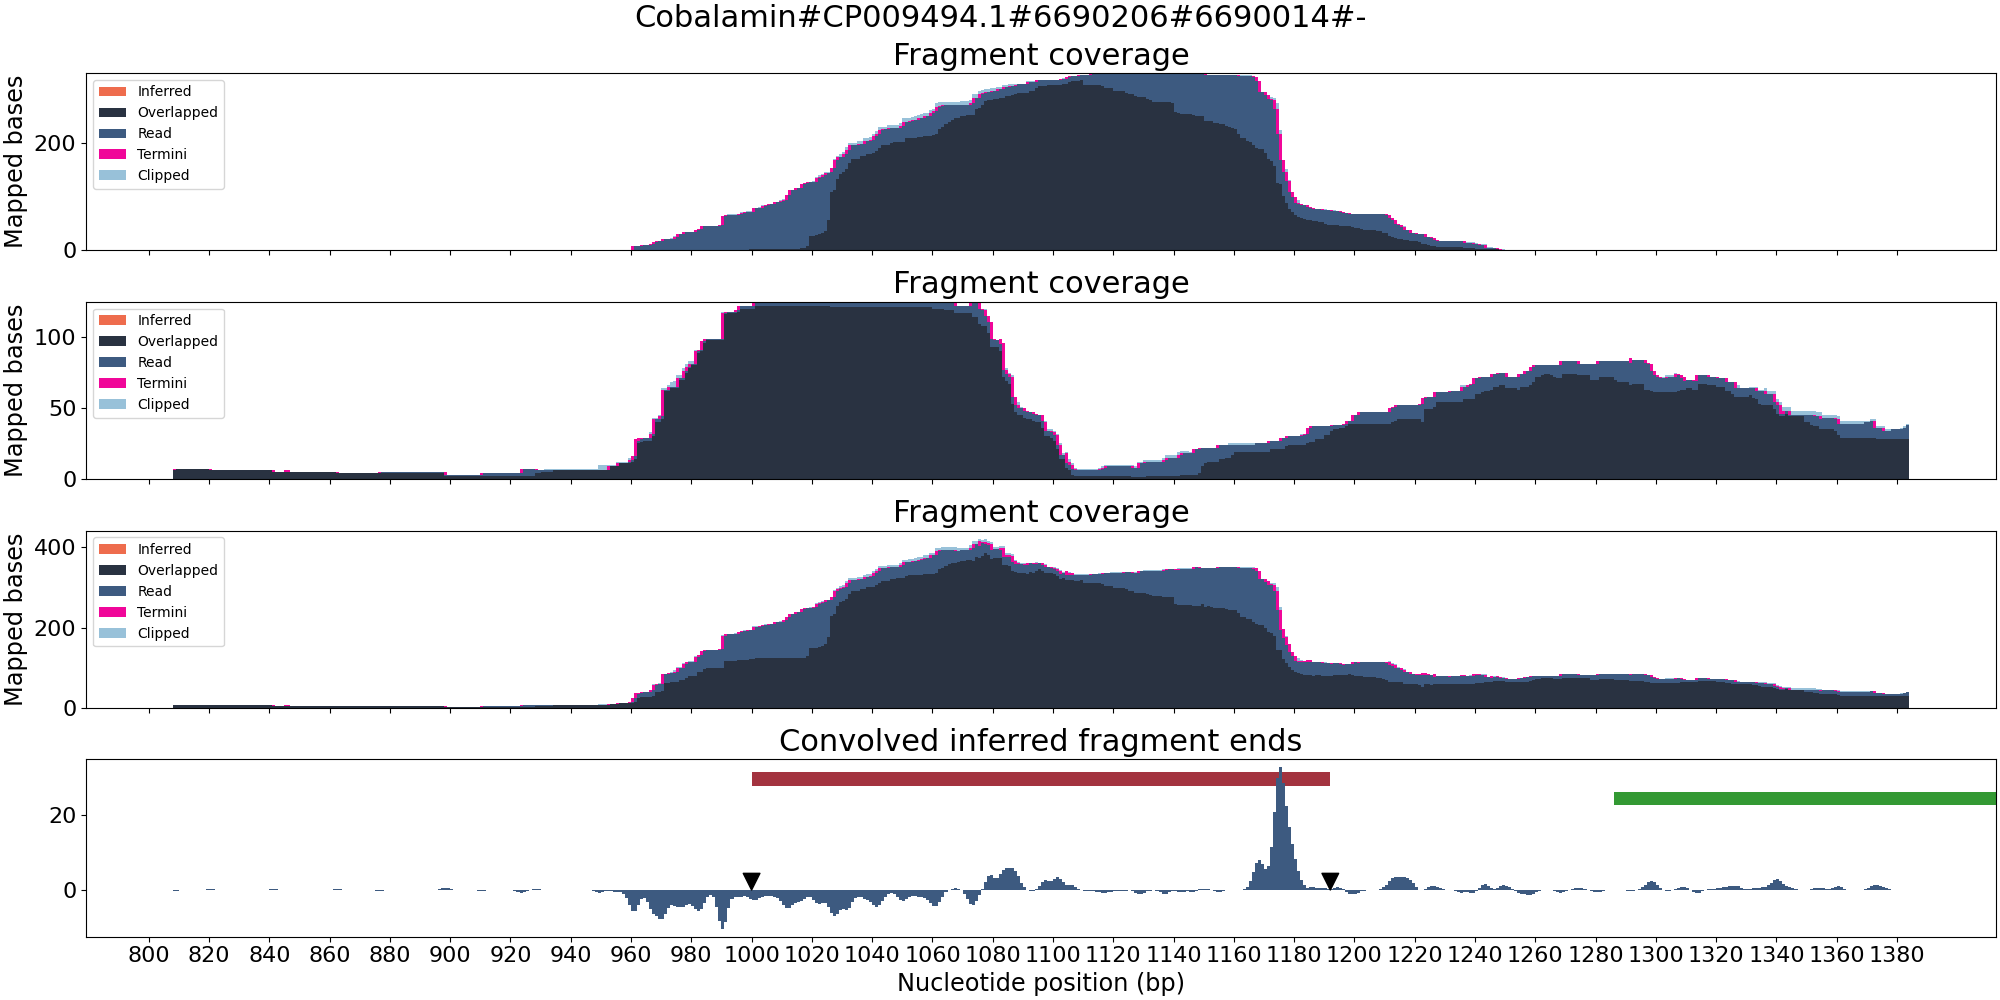 Cobalamin#CP009494.1#6690206#6690014#-
Fragment coverage
Mapped bases
200
0
Inferred
Overlapped
Read
Termini
Clipped
Fragment coverage
Mapped bases
100
50
0
Inferred
Overlapped
Read
Termini
Clipped
Fragment coverage
Mapped bases
400
200
0
Inferred
Overlapped
Read
Termini
Clipped
Convolved inferred fragment ends
20
0
800 820 840 860 880 900 920 940 960 980 1000 1020 1040 1060 1080 1100 1120 1140 1160 1180 1200 1220 1240 1260 1280 1300 1320 1340 1360 1380
Nucleotide position (bp)